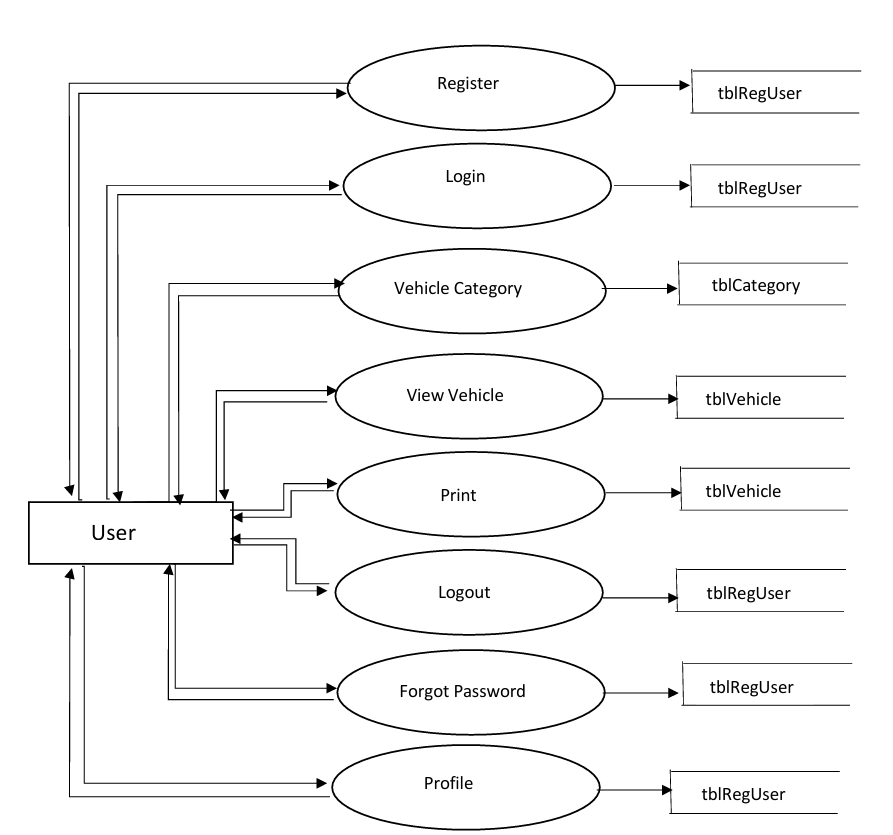 Register
tblRegUser
Login
tblRegUser
Vehicle Category
tblCategory
View Vehicle
tblVehicle
Print
tblVehicle
User
Logout
tblRegUser
Forgot Password
tblRegUser
Profile
tblRegUser